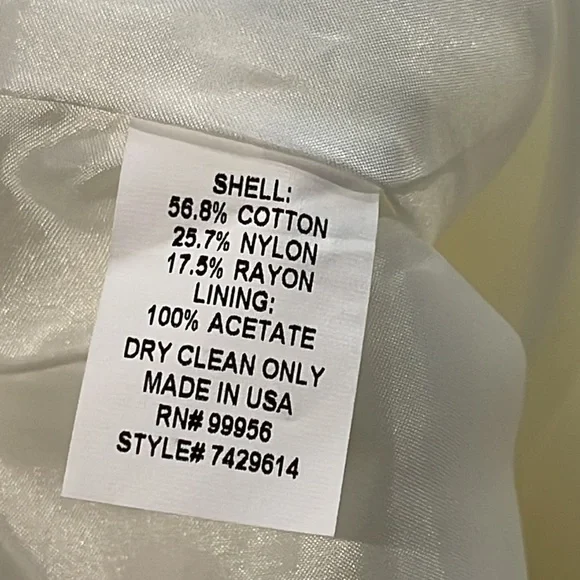 SHELL:
56.8% COTTON
25.7% NYLON
17.5% RAYON
LINING:
100% ACETATE
DRY CLEAN ONLY
MADE IN USA
RN# 99956
STYLE# 7429614